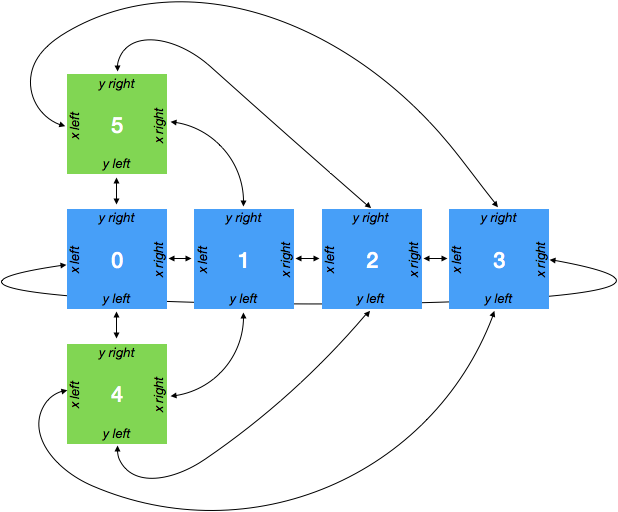 y right
x left 5 x right
y left
y right y right y right y right
x left 0 x right x left 1 x right x left 2 x right x left 3 x right
y left y left y left y left
y right
x left 4 x right
y left